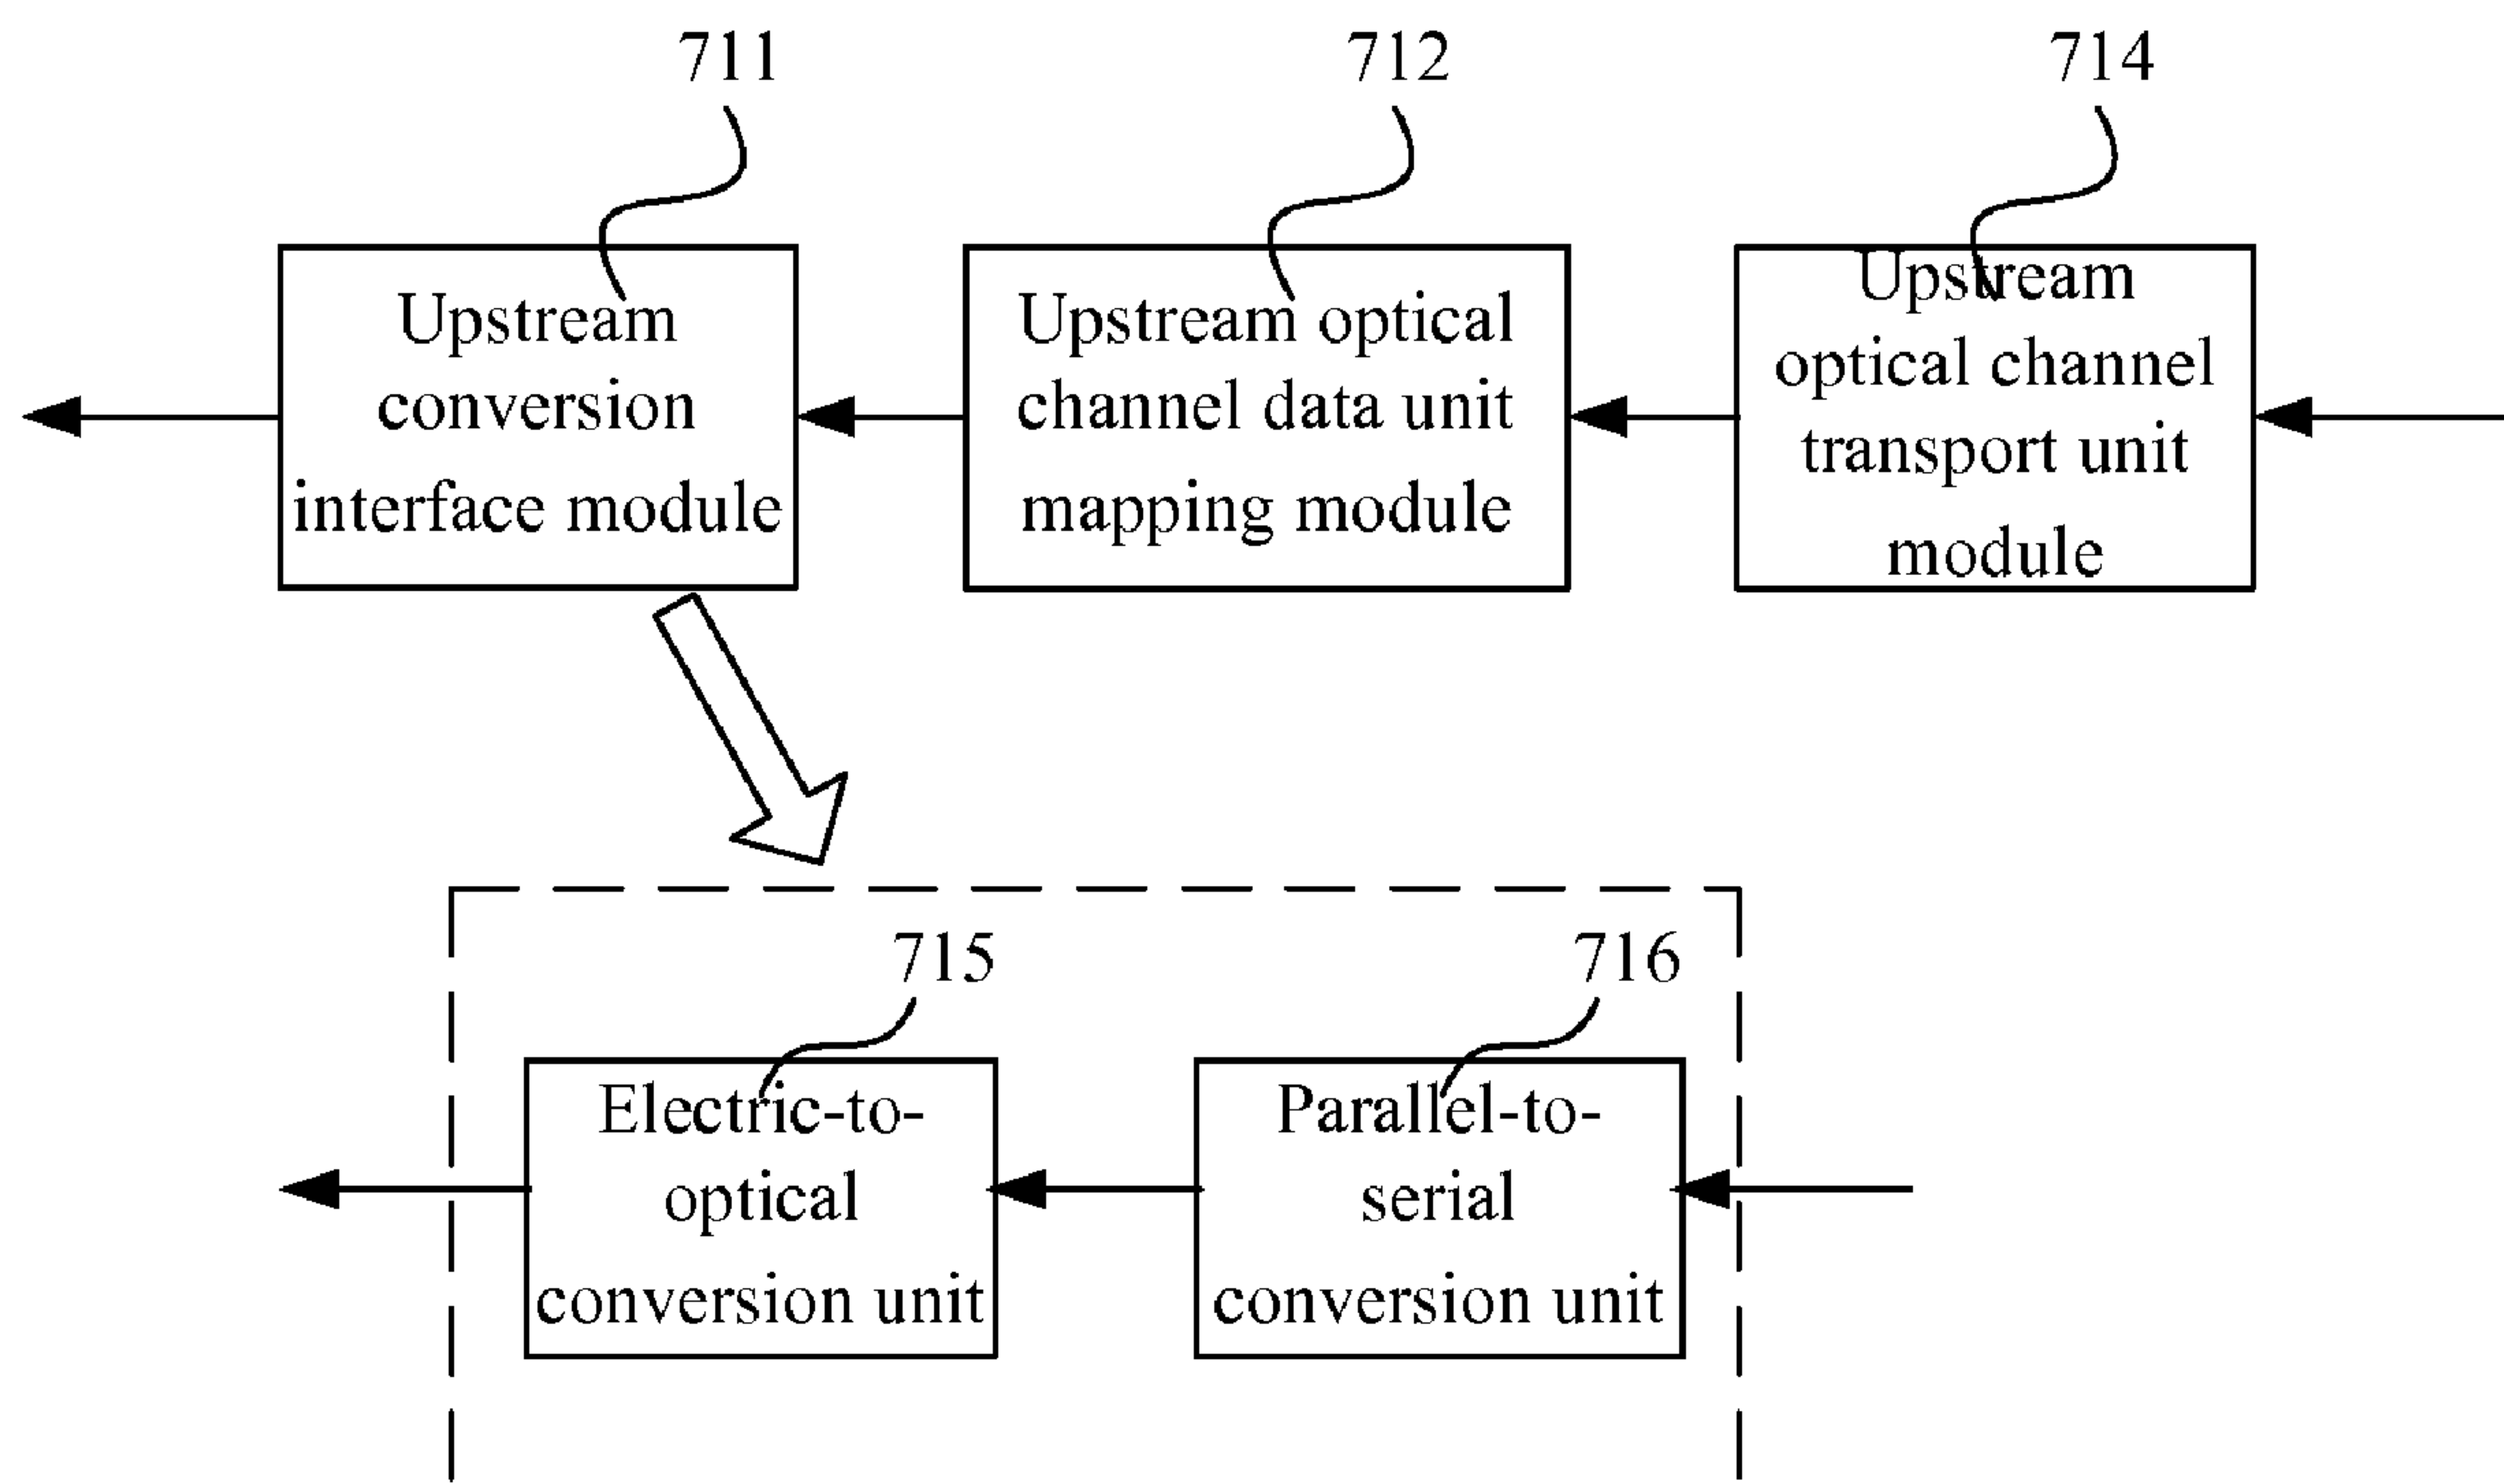 711
712
714
Upstream
conversion
interface module
Upstream optical
channel data unit
mapping module
Upstream
optical channel
transport unit
module
715
716
Electric-to-
optical
conversion unit
Parallel-to-
serial
conversion unit